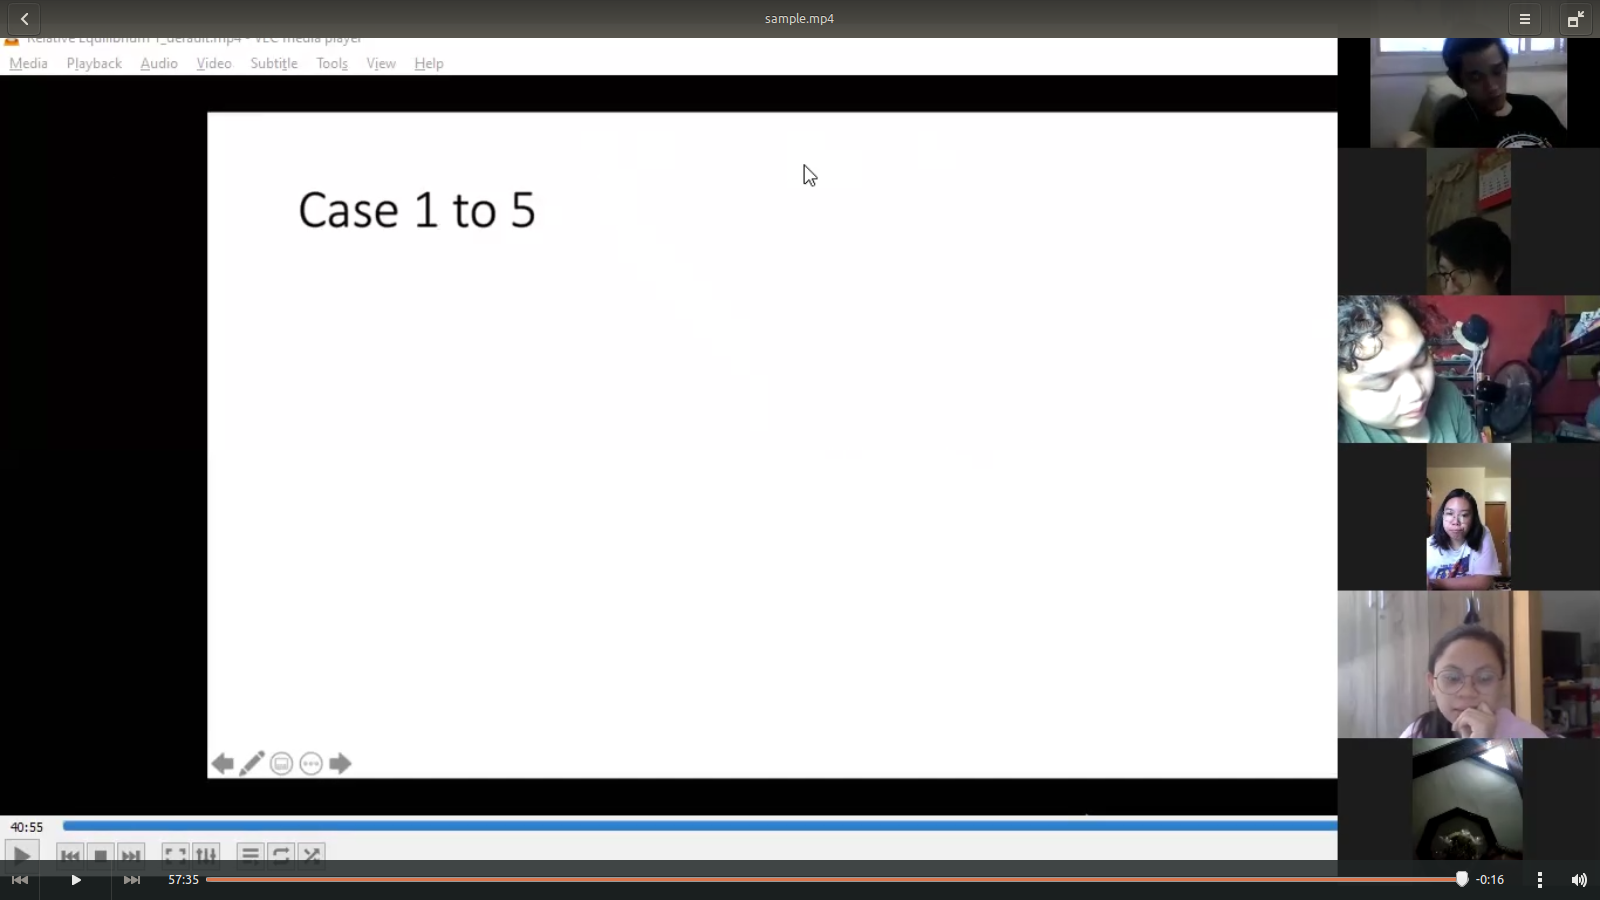 sample.mp4
Relative Equilibrium 1_default.mp4 - VLC media player
Media Playback Audio Video Subtitle Tools View Help
Case 1 to 5
40:55
57:35
-0:16